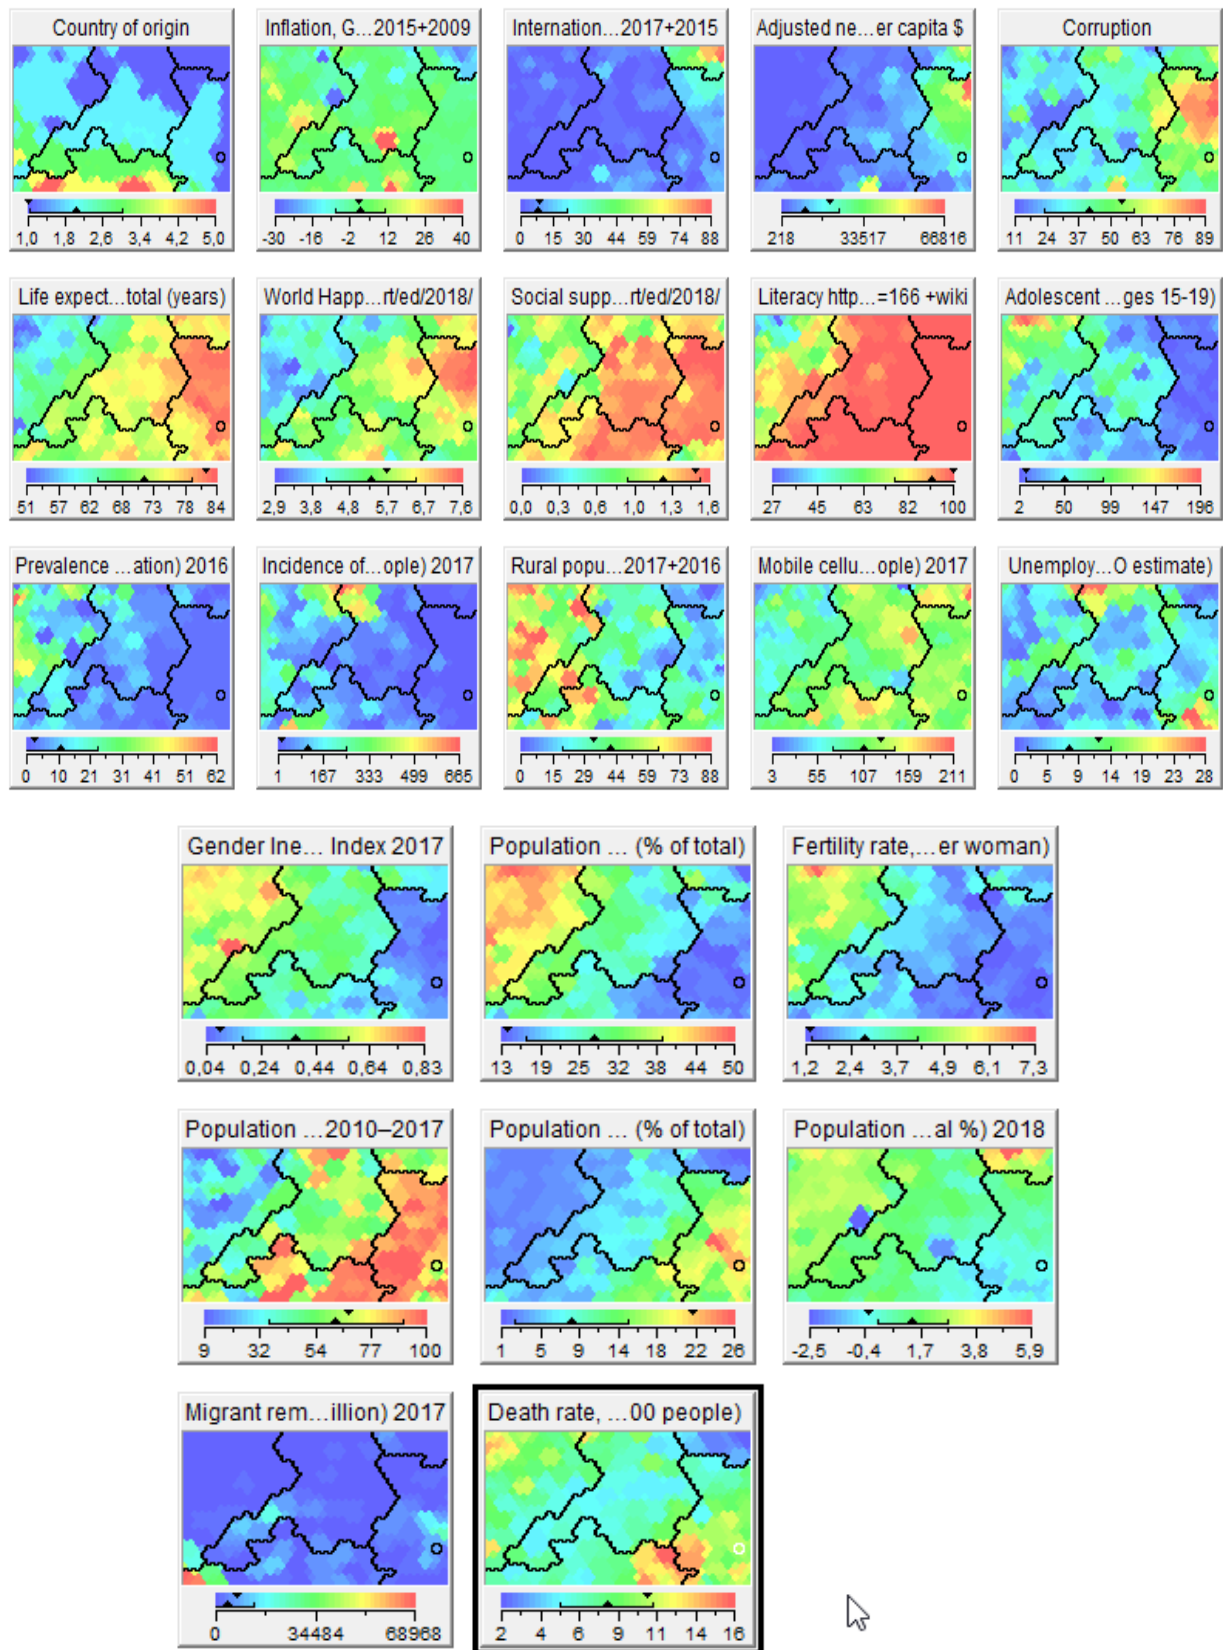 Country of origin
Inflation, G...2015+2009
Internation...2017+2015
Adjusted ne...er capita $
Corruption
1,0 1,8 2,6 3,4 4,2 5,0
-30 -16 -2 12 26 40
0 15 30 44 59 74 88
218 33517 66816
11 24 37 50 63 76 89
Life expect...total (years)
World Happ...rt/ed/2018/
Social supp...rt/ed/2018/
Literacy http...=166 +wiki
Adolescent ...ges 15-19)
51 57 62 68 73 78 84
2,9 3,8 4,8 5,7 6,7 7,6
0,0 0,3 0,6 1,0 1,3 1,6
27 45 63 82 100
2 50 99 147 196
Prevalence ...ation) 2016
Incidence of...ople) 2017
Rural popu...2017+2016
Mobile cellu...ople) 2017
Unemploy...O estimate)
0 10 21 31 41 51 62
1 167 333 499 665
0 15 29 44 59 73 88
3 55 107 159 211
0 5 9 14 19 23 28
Gender Ine... Index 2017
Population ... (% of total)
Fertility rate,...er woman)
0,04 0,24 0,44 0,64 0,83
13 19 25 32 38 44 50
1,2 2,4 3,7 4,9 6,1 7,3
Population ...2010–2017
Population ... (% of total)
Population ...al %) 2018
9 32 54 77 100
1 5 9 14 18 22 26
-2,5 -0,4 1,7 3,8 5,9
Migrant rem...illion) 2017
Death rate, ...00 people)
0 34484 68968
2 4 6 9 11 14 16